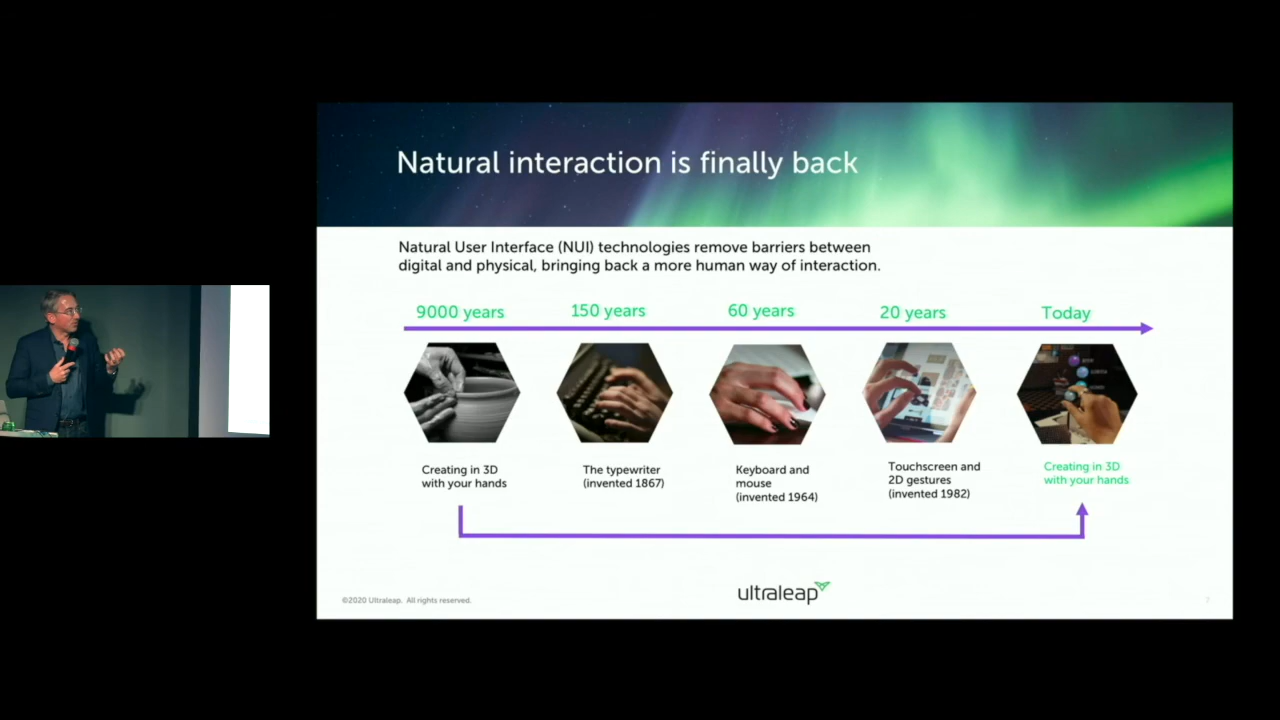 Natural interaction is finally back
Natural User Interface (NUI) technologies remove barriers between
digital and physical, bringing back a more human way of interaction.
9000 years
150 years
60 years
20 years
Today
Creating in 3D
with your hands
The typewriter
(invented 1867)
Keyboard and
mouse
(invented 1964)
Touchscreen and
2D gestures
(invented 1982)
Creating in 3D
with your hands
©2020 Ultraleap. All rights reserved.
ultraleap